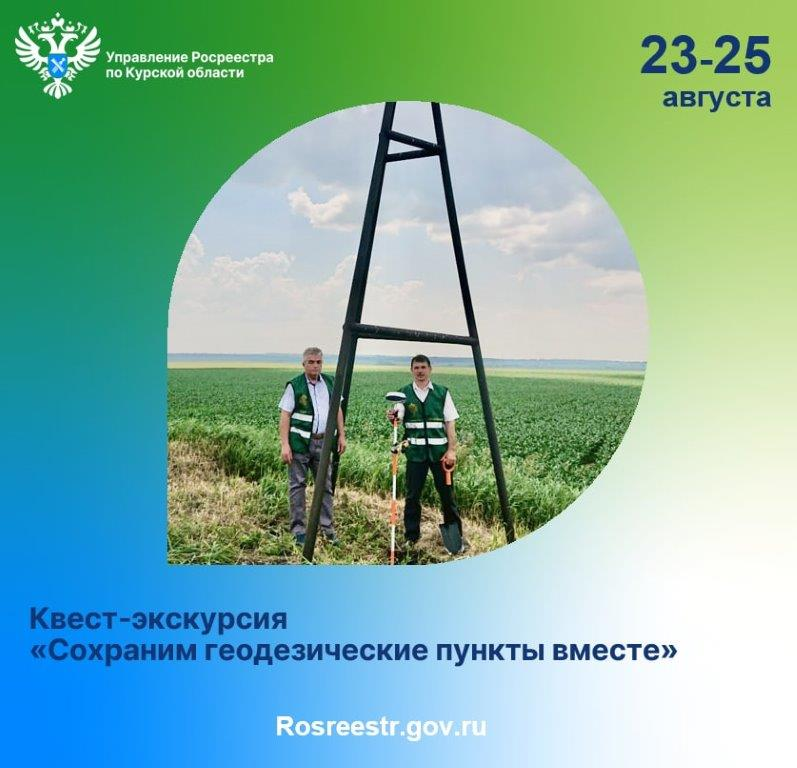 Управление Росреестра
по Курской области
23-25
августа
Квест-экскурсия
«Сохраним геодезические пункты вместе»
Rosreestr.gov.ru